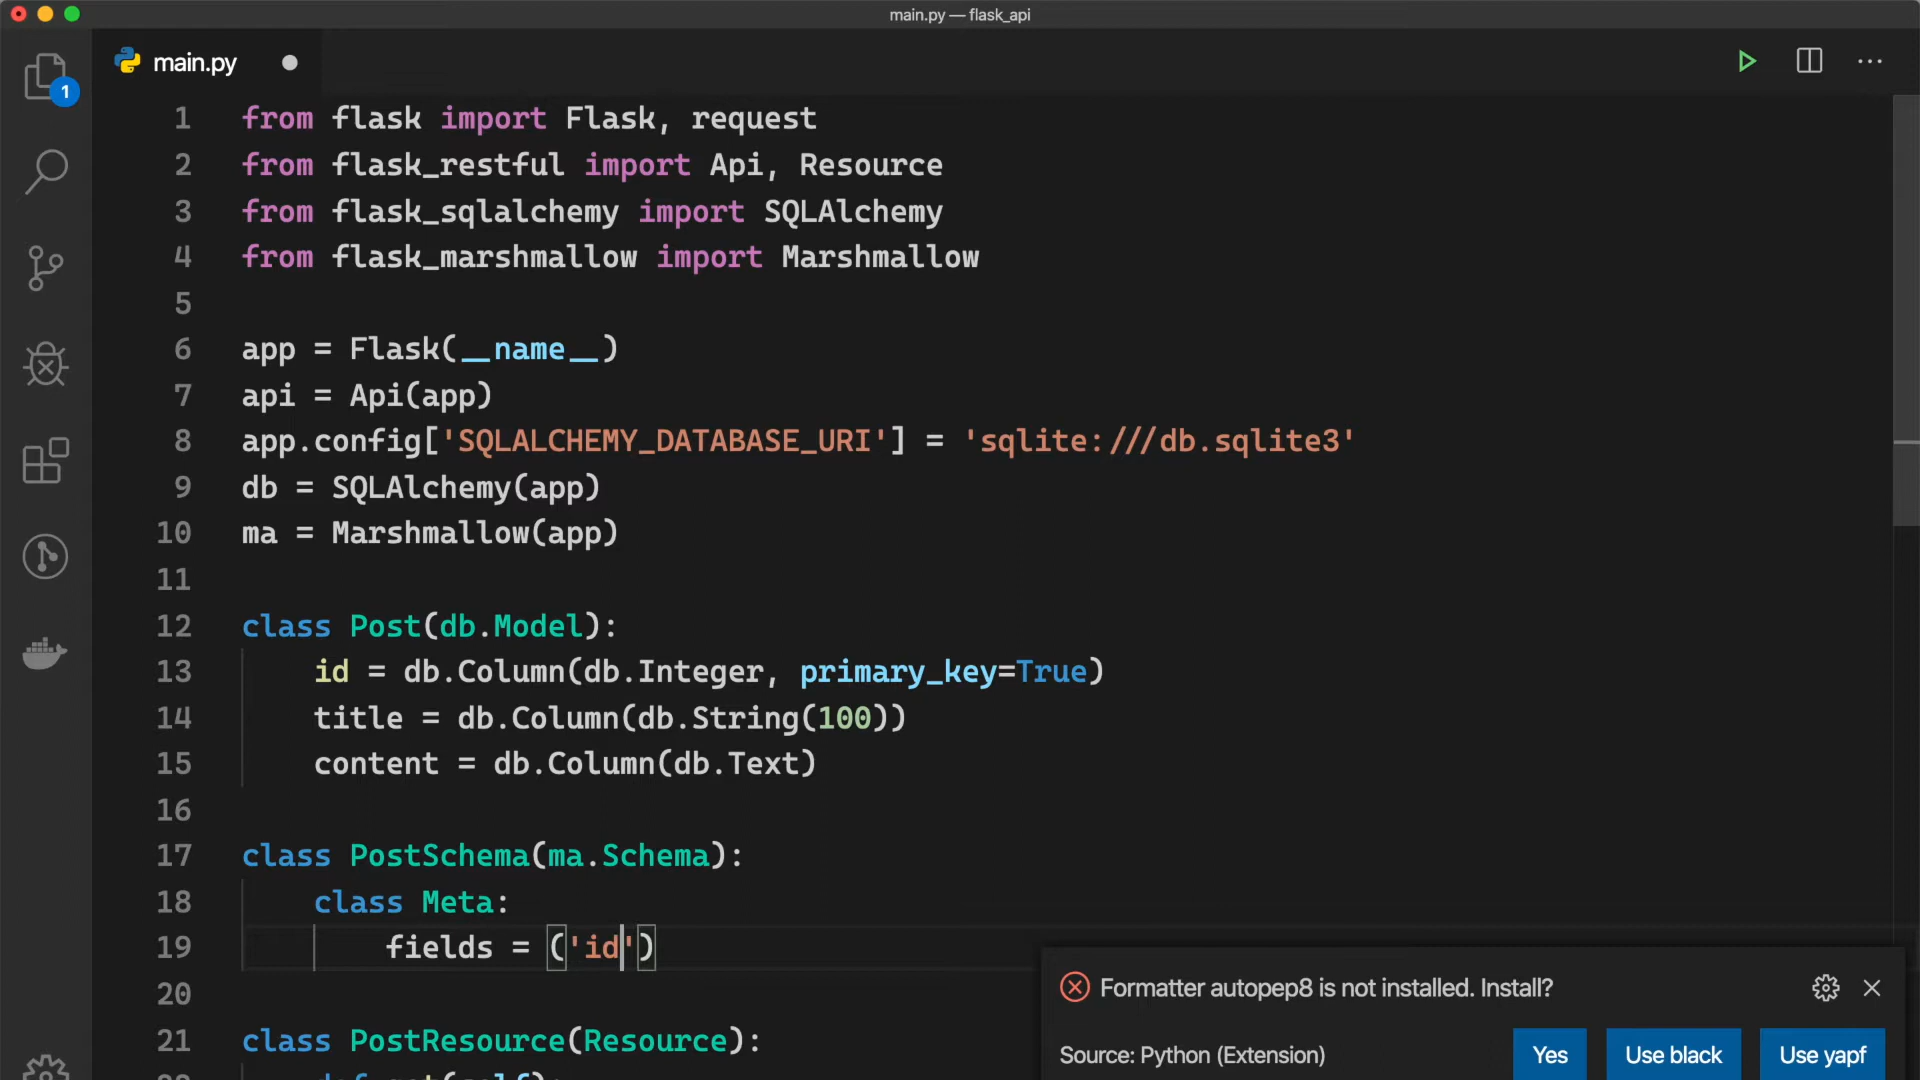 main.py — flask_api
main.py
1
1 from flask import Flask, request
2 from flask_restful import Api, Resource
3 from flask_sqlalchemy import SQLAlchemy
4 from flask_marshmallow import Marshmallow
5
6 app = Flask(__name__)
7 api = Api(app)
8 app.config['SQLALCHEMY_DATABASE_URI'] = 'sqlite:///db.sqlite3'
9 db = SQLAlchemy(app)
10 ma = Marshmallow(app)
11
12 class Post(db.Model):
13 id = db.Column(db.Integer, primary_key=True)
14 title = db.Column(db.String(100))
15 content = db.Column(db.Text)
16
17 class PostSchema(ma.Schema):
18 class Meta:
19 fields = ('id')
20
21 class PostResource(Resource):
Formatter autopep8 is not installed. Install?
Source: Python (Extension)
Yes
Use black
Use yapf